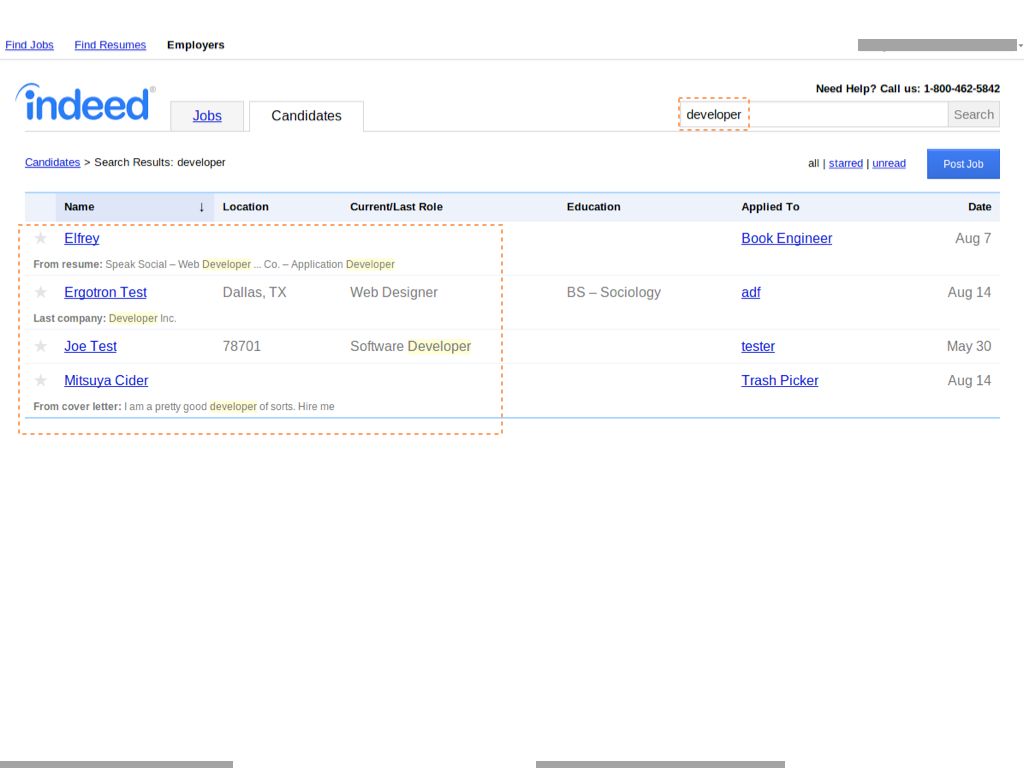 Find Jobs Find Resumes Employers
Need Help? Call us: 1-800-462-5842
indeed® Jobs Candidates developer Search
Candidates > Search Results: developer all | starred | unread Post Job
Name ↓ Location Current/Last Role Education Applied To Date
Elfrey Book Engineer Aug 7
From resume: Speak Social – Web Developer ... Co. – Application Developer
Ergotron Test Dallas, TX Web Designer BS – Sociology adf Aug 14
Last company: Developer Inc.
Joe Test 78701 Software Developer tester May 30
Mitsuya Cider Trash Picker Aug 14
From cover letter: I am a pretty good developer of sorts. Hire me